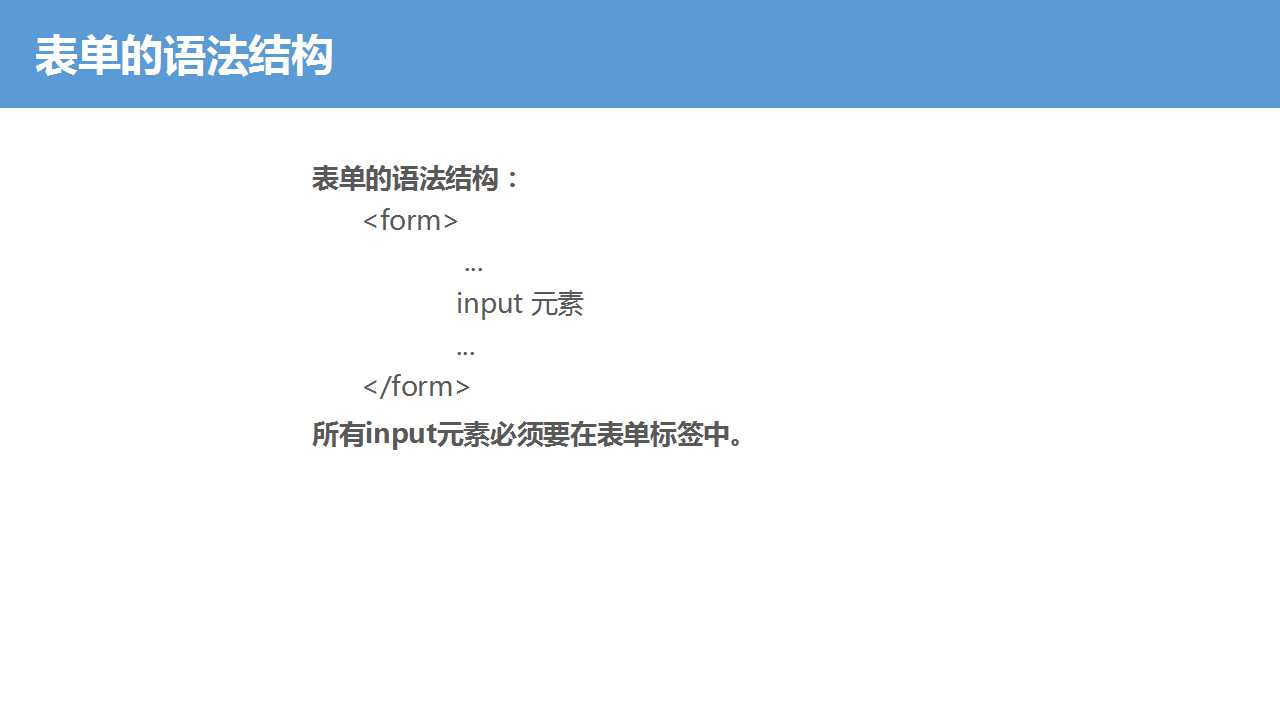 表单的语法结构
表单的语法结构：
<form>
...
input 元素
...
</form>
所有input元素必须要在表单标签中。